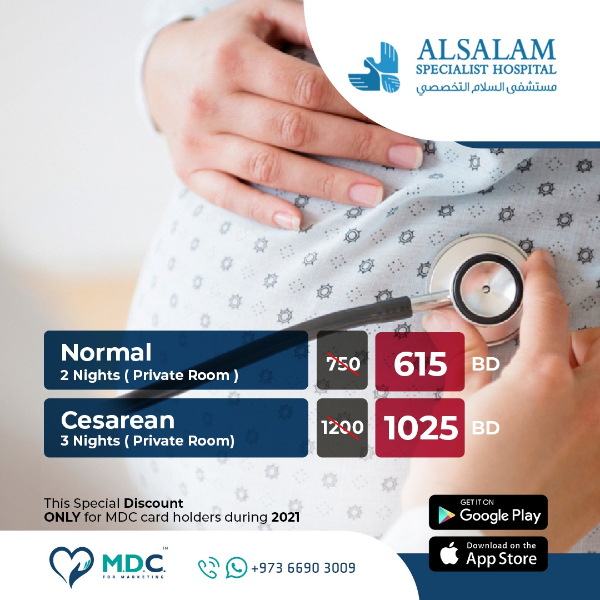 ALSALAM
SPECIALIST HOSPITAL
مستشفى السلام التخصصي
Normal
2 Nights ( Private Room )
750
615
BD
Cesarean
3 Nights ( Private Room)
1200
1025
BD
This Special Discount
ONLY for MDC card holders during 2021
GET IT ON
Google Play
Download on the
App Store
M.D.C.
TM
FOR MARKETING
+973 6690 3009